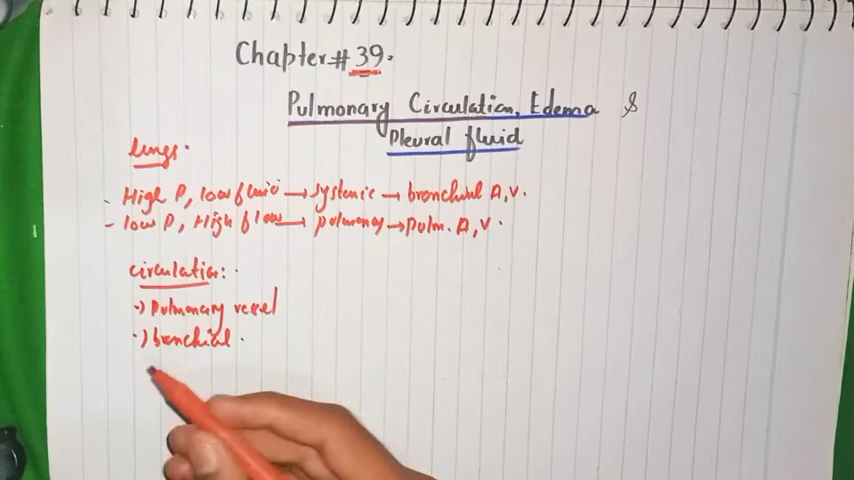 Chapter# 39.
Pulmonary Circulation, Edema &
Pleural fluid
lungs.
- High P, low fluid → systemic → bronchial A, V.
- low P, High flow → pulmonary → Pulm. A, V.
circulation:.
·) Pulmonary vessel
·) bronchial.